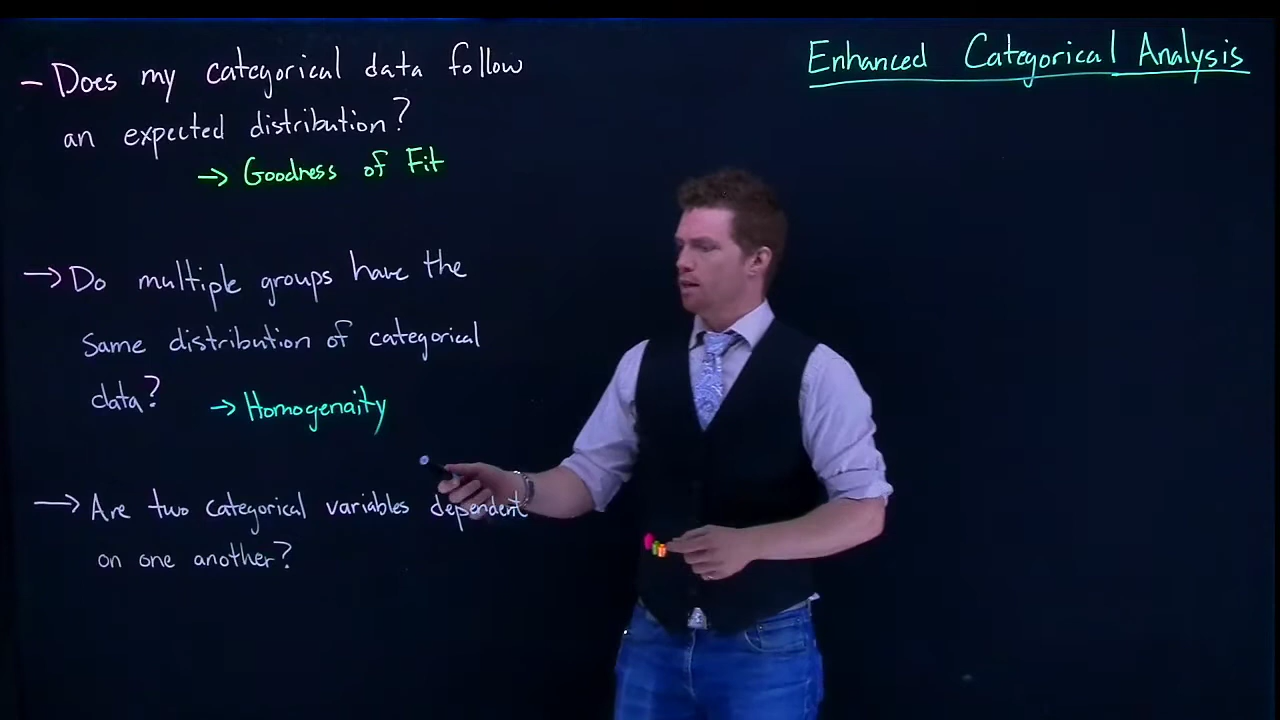 - Does my categorical data follow
an expected distribution?
→ Goodness of Fit
→ Do multiple groups have the
same distribution of categorical
data? → Homogenaity
→ Are two categorical variables dependent
on one another?
Enhanced Categorical Analysis